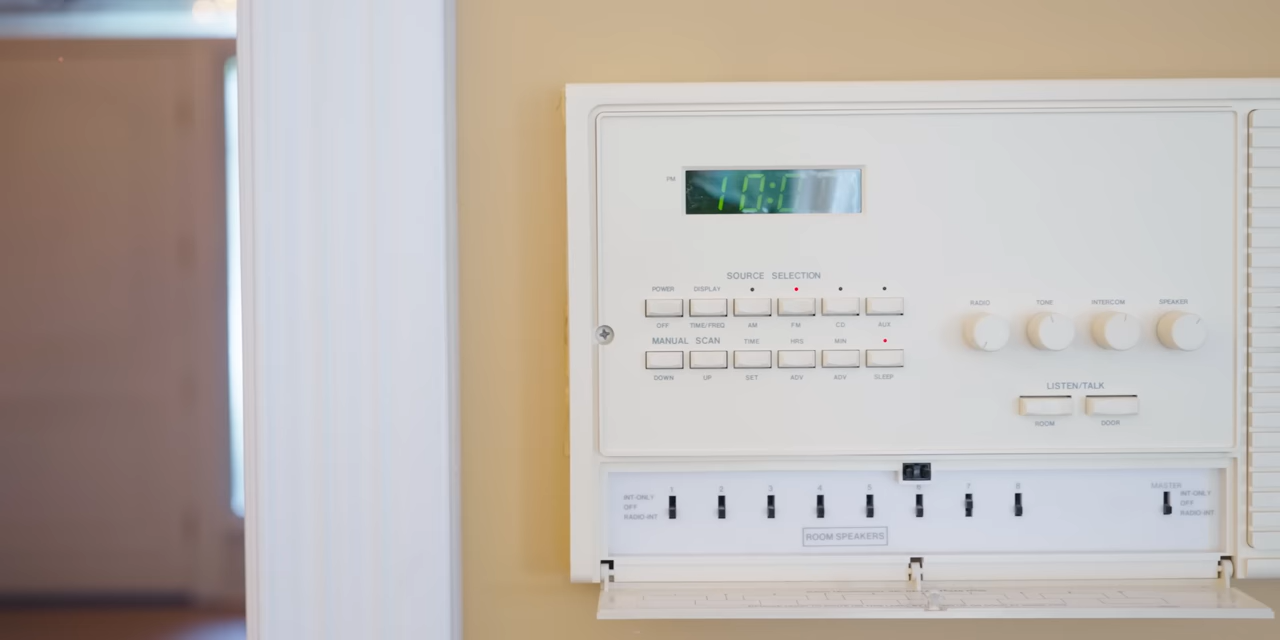 PM
10:0
SOURCE SELECTION
POWER DISPLAY
OFF TIME/FREQ AM FM CD AUX
MANUAL SCAN TIME HRS MIN
DOWN UP SET ADV ADV SLEEP
RADIO TONE INTERCOM SPEAKER
LISTEN/TALK
ROOM DOOR
1 2 3 4 5 6 7 8 MASTER
INT-ONLY INT-ONLY
OFF OFF
RADIO-INT RADIO-INT
ROOM SPEAKERS